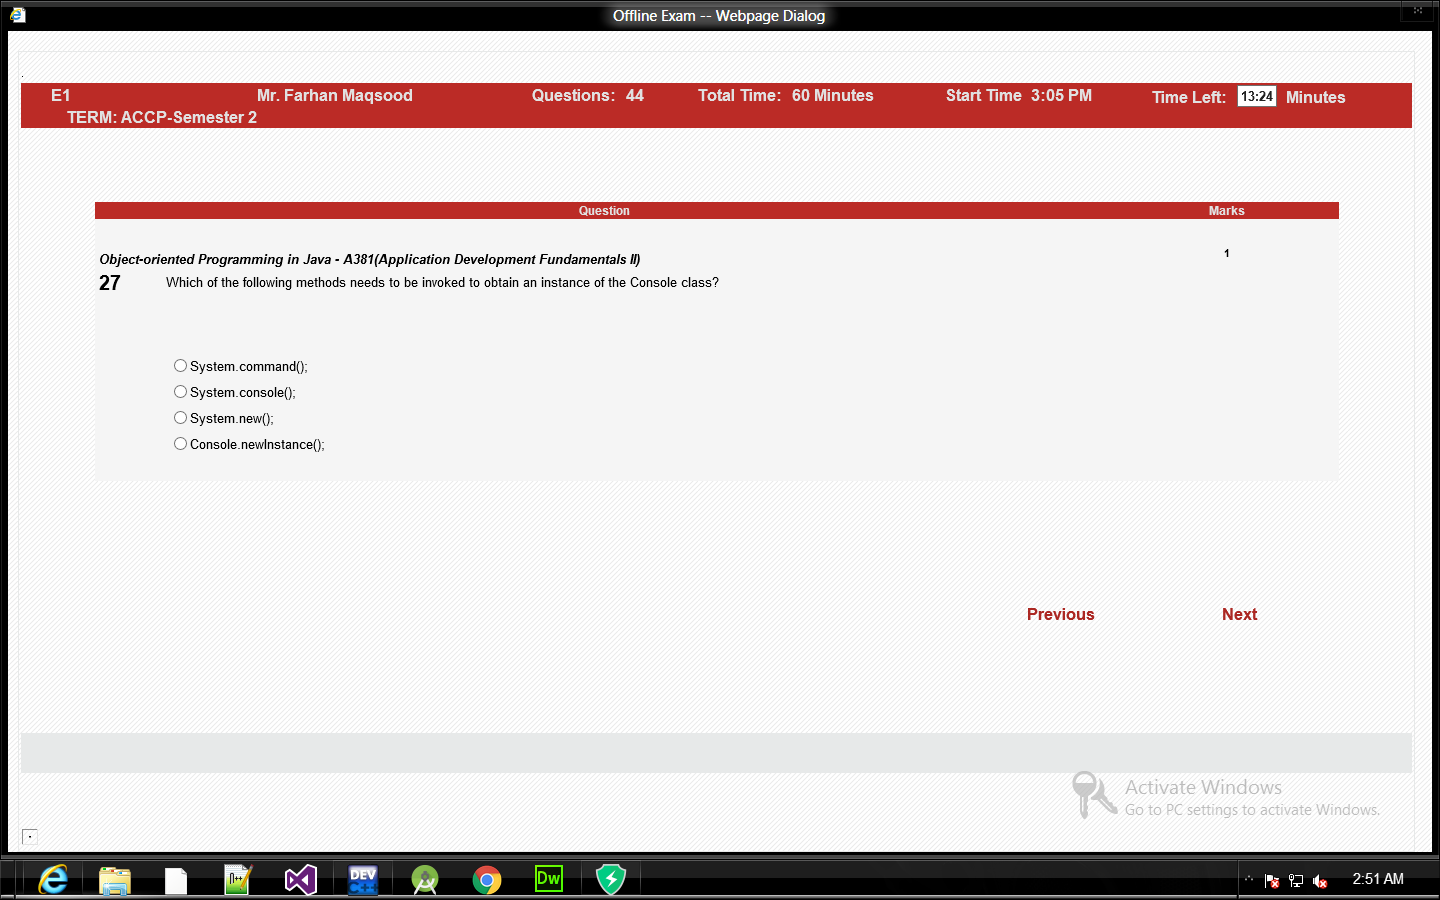 Offline Exam -- Webpage Dialog
E1 Mr. Farhan Maqsood Questions: 44 Total Time: 60 Minutes Start Time 3:05 PM Time Left: 13:24 Minutes
TERM: ACCP-Semester 2
Question Marks
Object-oriented Programming in Java - A381(Application Development Fundamentals II) 1
27 Which of the following methods needs to be invoked to obtain an instance of the Console class?
System.command();
System.console();
System.new();
Console.newInstance();
Previous Next
Activate Windows
Go to PC settings to activate Windows.
DEV
C++
Dw
2:51 AM